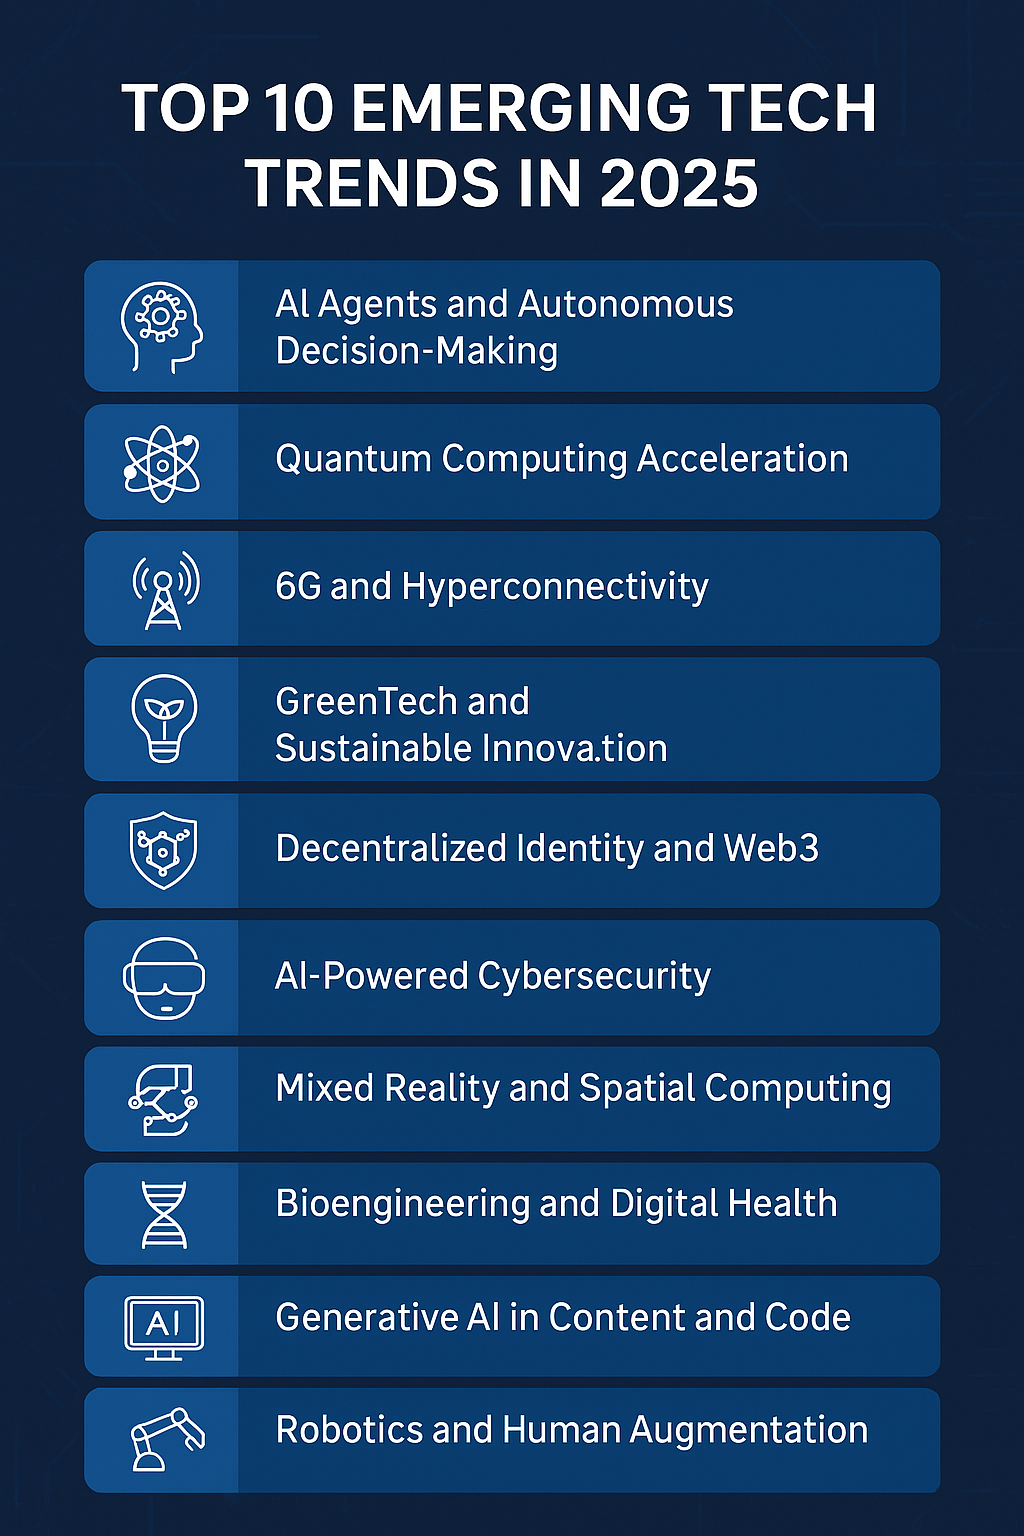 TOP 10 EMERGING TECH
TRENDS IN 2025
AI Agents and Autonomous
Decision-Making
Quantum Computing Acceleration
6G and Hyperconnectivity
GreenTech and
Sustainable Innova.tion
Decentralized Identity and Web3
AI-Powered Cybersecurity
Mixed Reality and Spatial Computing
Bioengineering and Digital Health
AI
Generative AI in Content and Code
Robotics and Human Augmentation